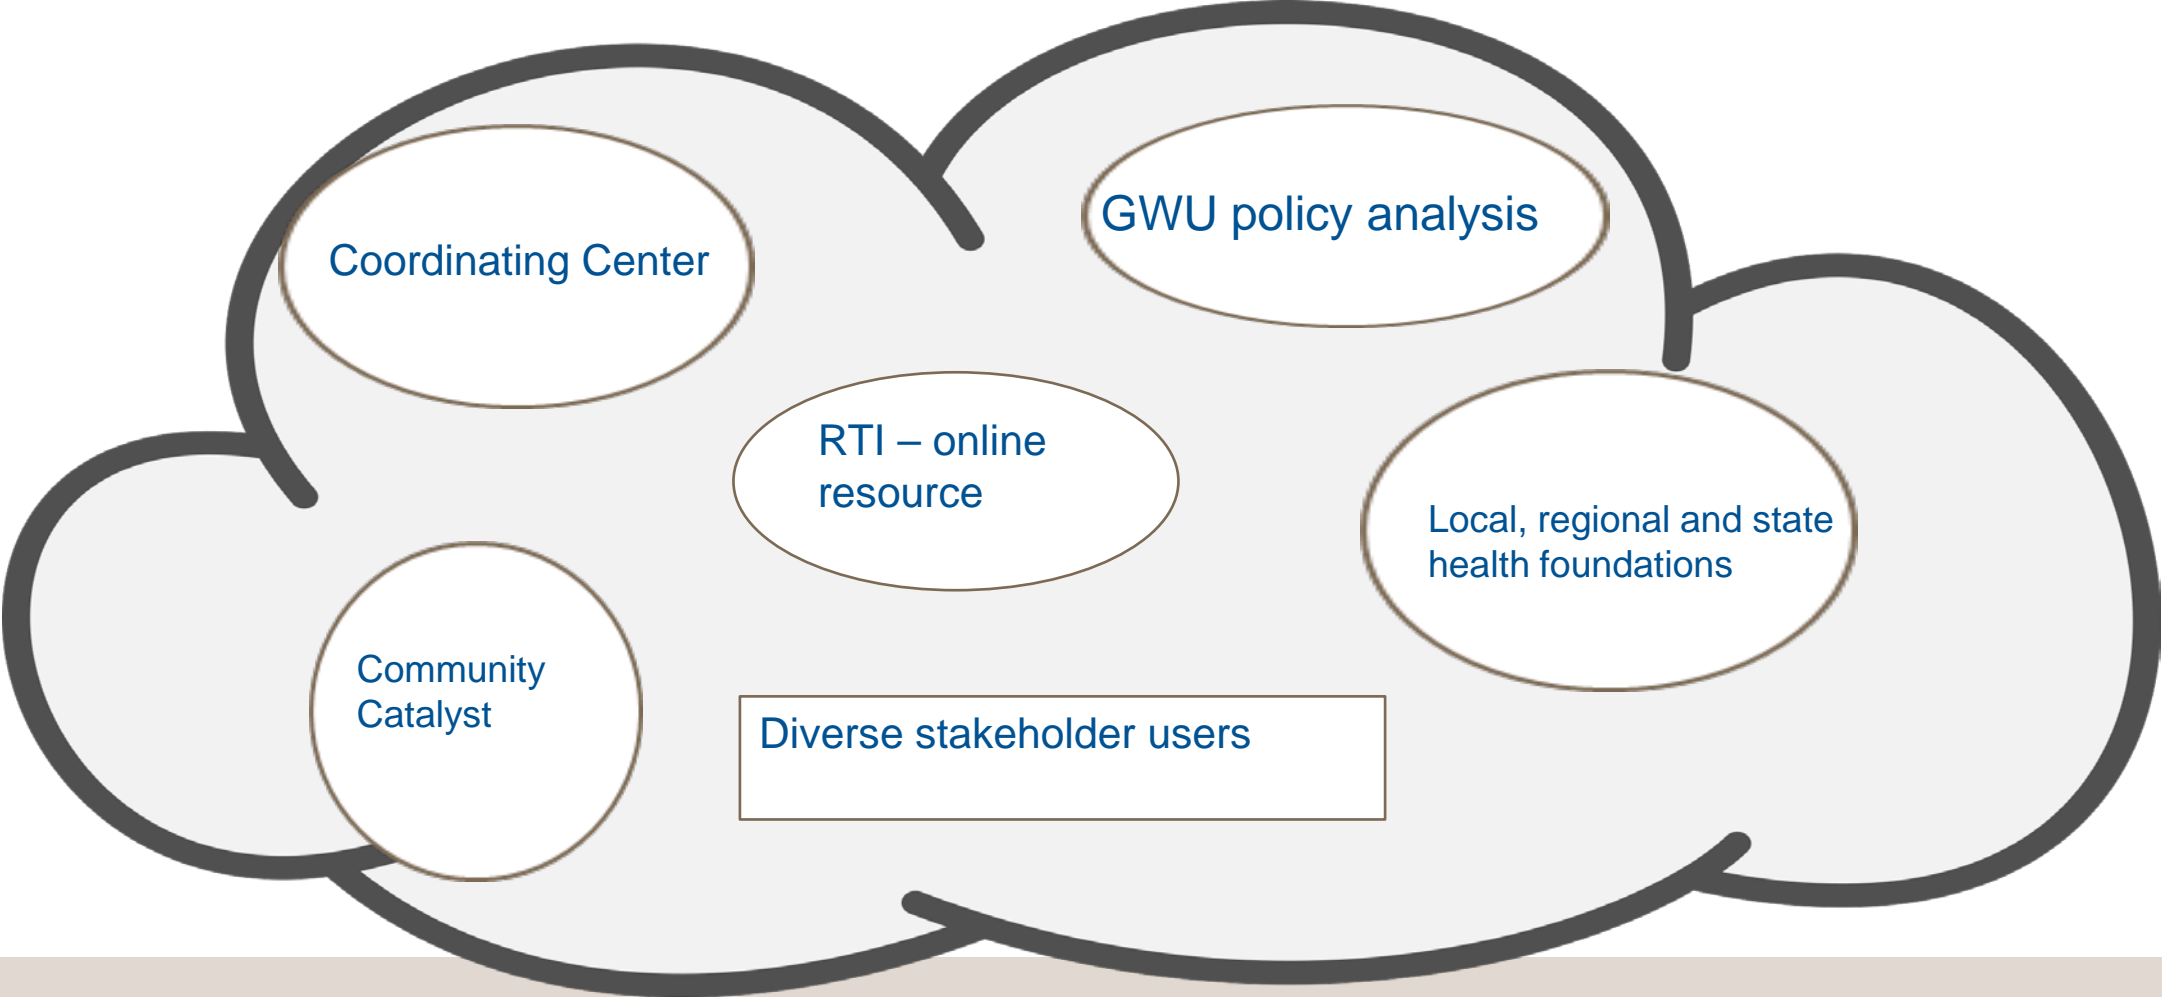 Coordinating Center
GWU policy analysis
RTI – online
resource
Local, regional and state
health foundations
Community
Catalyst
Diverse stakeholder users